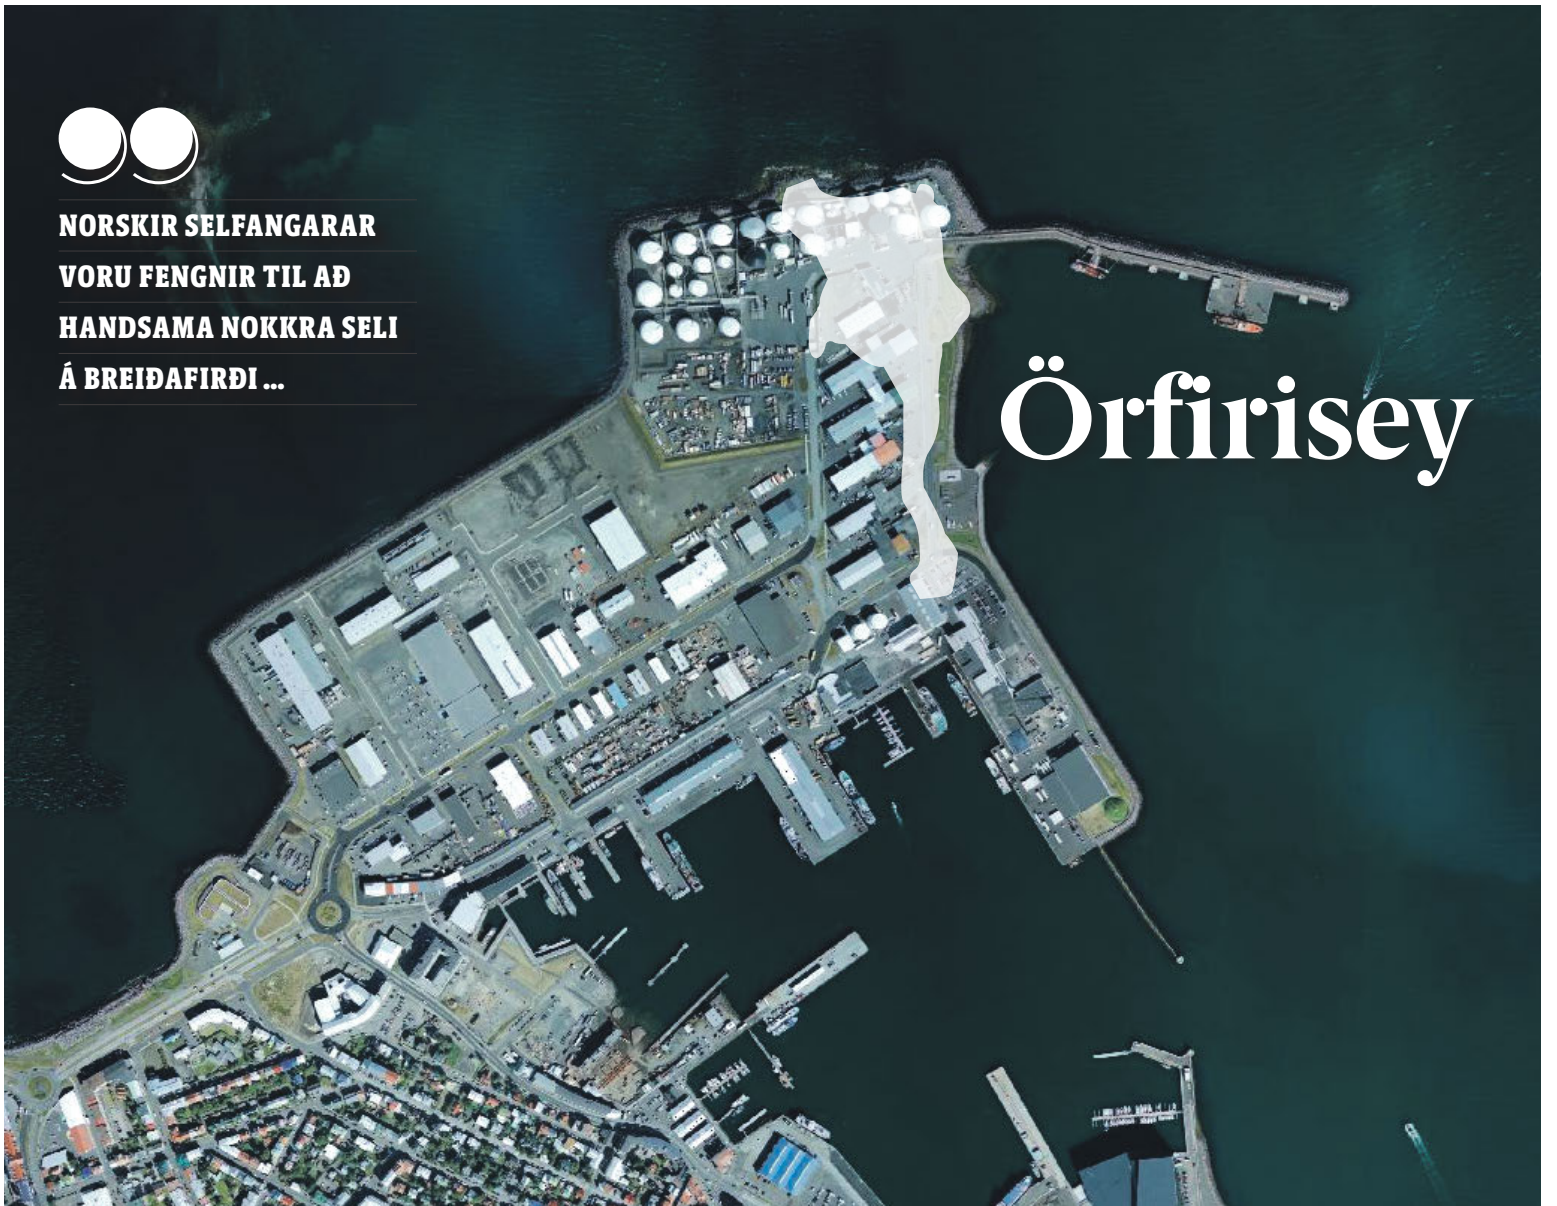 NORSKIR SELFANGARAR
VORU FENGNIR TIL AÐ
HANDSAMA NOKKRA SELI
Á BREIÐAFIRÐI ...
Örfirisey